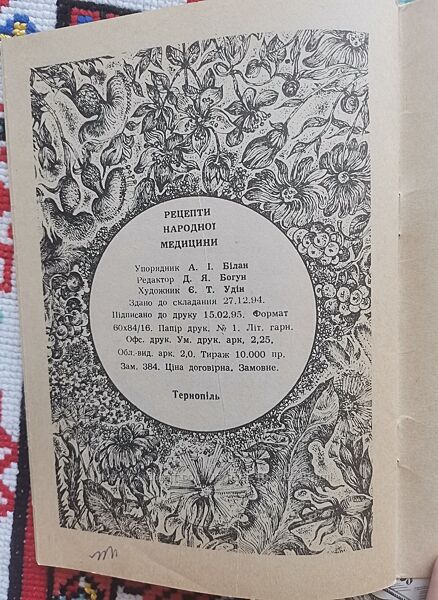 РЕЦЕПТИ
НАРОДНОЇ
МЕДИЦИНИ
Упорядник А. І. Білан
Редактор Д. Я. Богун
Художник Є. Т. Удін
Здано до складання 27.12.94.
Підписано до друку 15.02.95. Формат
60х84/16. Папір друк. № 1. Літ. гарн.
Офс. друк. Ум. друк. арк, 2,25,
Обл.-вид. арк. 2,0. Тираж 10.000 пр.
Зам. 384. Ціна договірна. Замовне.
Тернопіль